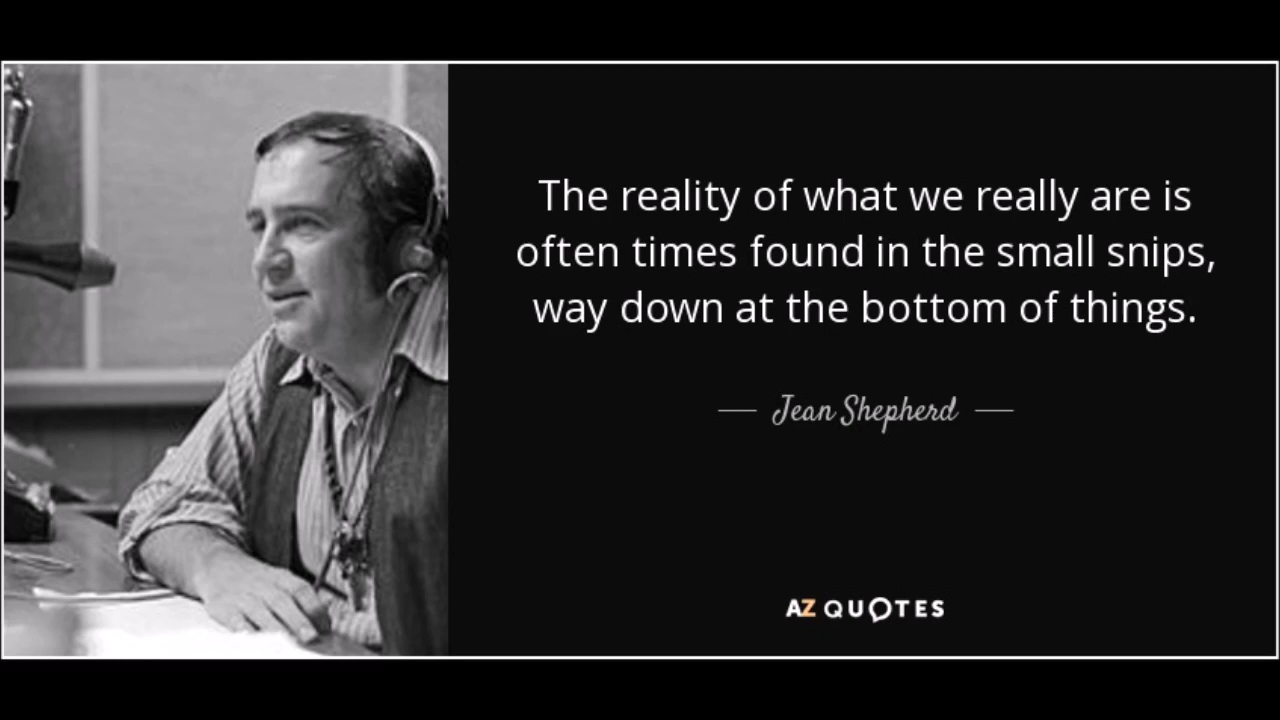 The reality of what we really are is
often times found in the small snips,
way down at the bottom of things.
Jean Shepherd
AZ QUOTES